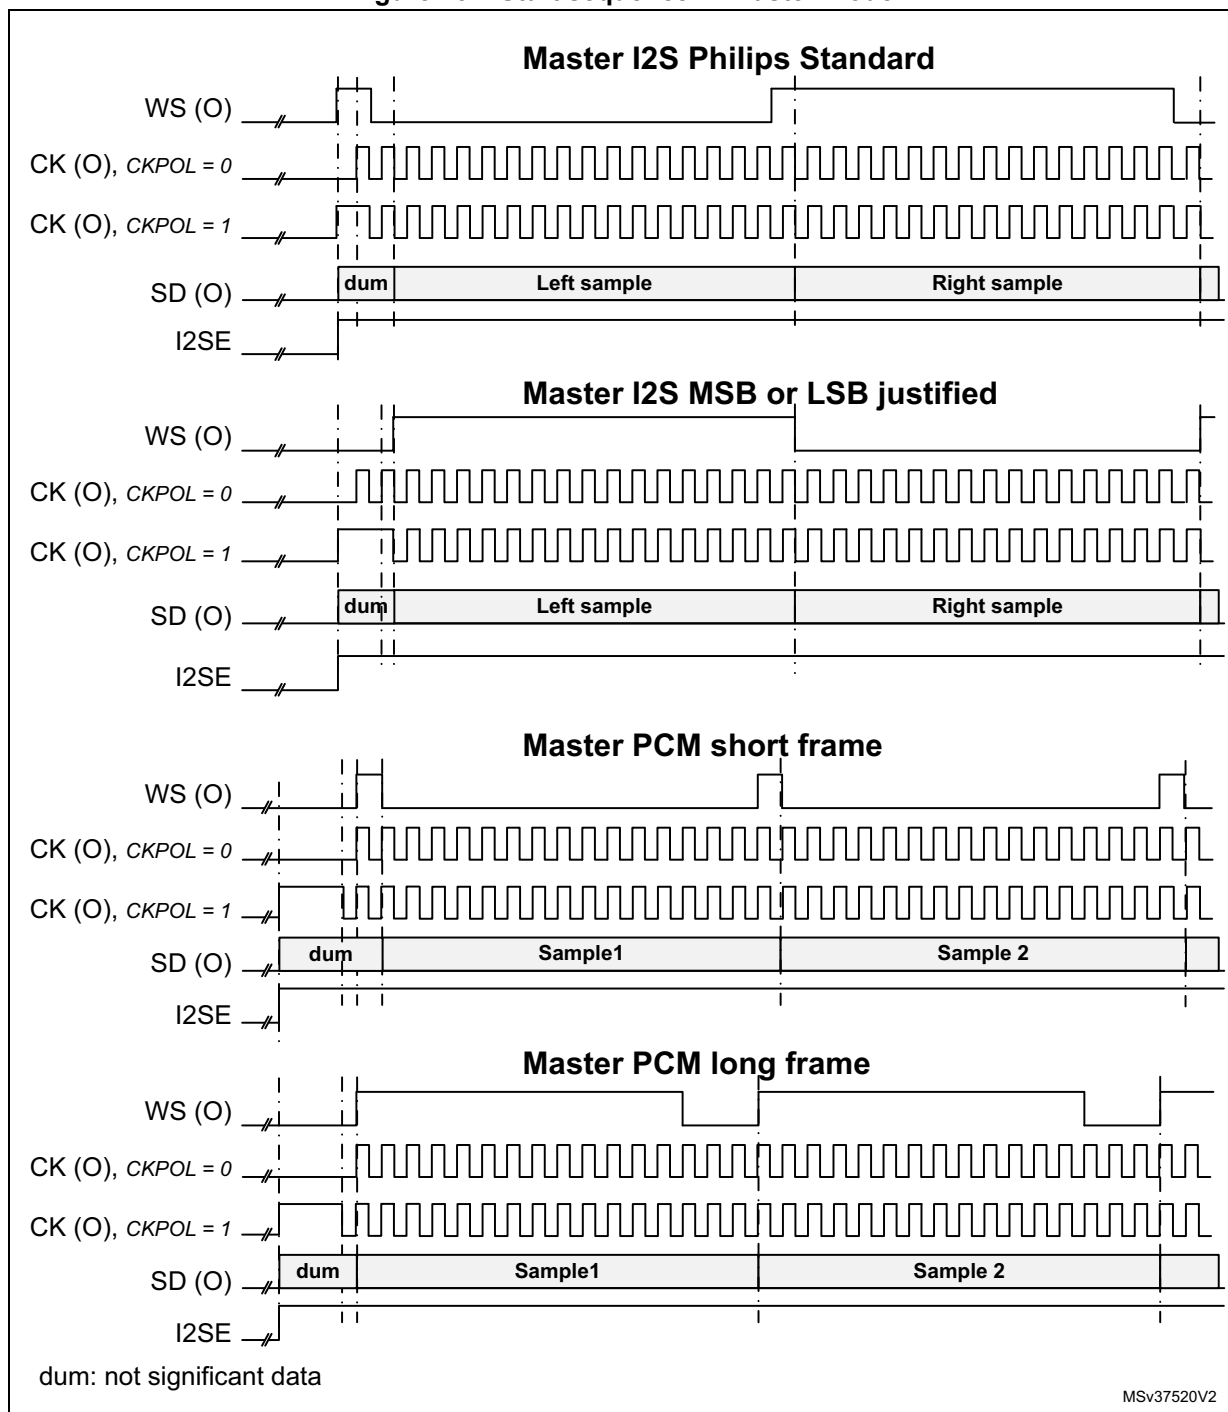 Master I2S Philips Standard
WS (O)
CK (O), CKPOL = 0
CK (O), CKPOL = 1
SD (O) dum Left sample Right sample
I2SE
Master I2S MSB or LSB justified
WS (O)
CK (O), CKPOL = 0
CK (O), CKPOL = 1
SD (O) dum Left sample Right sample
I2SE
Master PCM short frame
WS (O)
CK (O), CKPOL = 0
CK (O), CKPOL = 1
SD (O) dum Sample1 Sample 2
I2SE
Master PCM long frame
WS (O)
CK (O), CKPOL = 0
CK (O), CKPOL = 1
SD (O) dum Sample1 Sample 2
I2SE
dum: not significant data
MSv37520V2